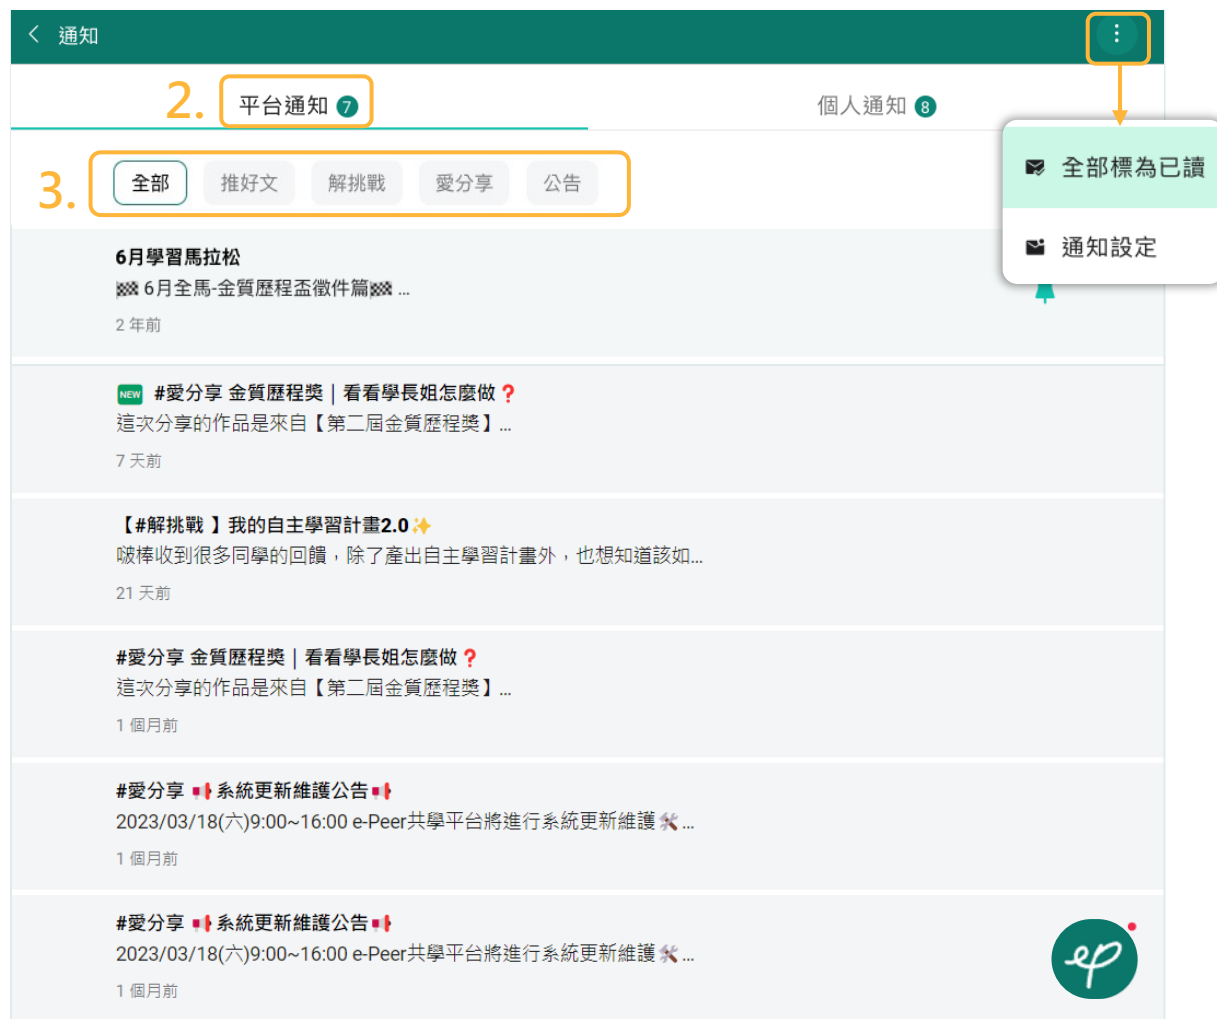 通知
2. 平台通知 7
個人通知 8
全部標為已讀
通知設定
3. 全部 推好文 解挑戰 愛分享 公告
6月學習馬拉松
🏁 6月全馬-金質歷程盃徵件篇🏁 ...
2 年前
NEW #愛分享 金質歷程獎｜看看學長姐怎麼做❓
這次分享的作品是來自【第二屆金質歷程獎】...
7 天前
【#解挑戰 】我的自主學習計畫2.0✨
啵棒收到很多同學的回饋，除了產出自主學習計畫外，也想知道該如...
21 天前
#愛分享 金質歷程獎｜看看學長姐怎麼做❓
這次分享的作品是來自【第二屆金質歷程獎】...
1 個月前
#愛分享 📢系統更新維護公告📢
2023/03/18(六)9:00~16:00 e-Peer共學平台將進行系統更新維護🛠...
1 個月前
#愛分享 📢系統更新維護公告📢
2023/03/18(六)9:00~16:00 e-Peer共學平台將進行系統更新維護🛠...
1 個月前
ep